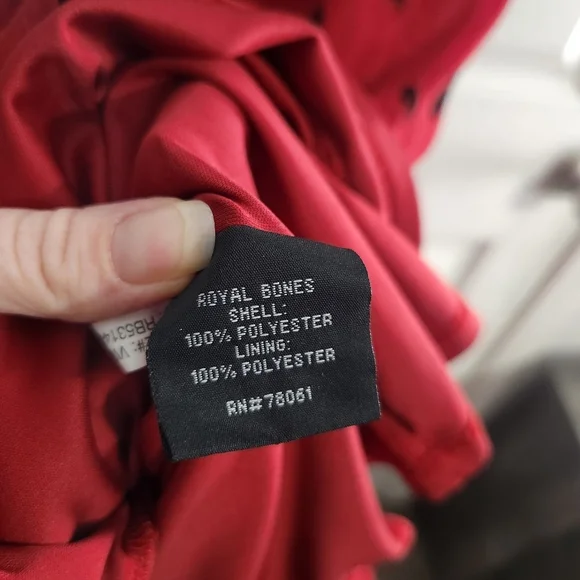 ROYAL BONES
SHELL:
100% POLYESTER
LINING:
100% POLYESTER
RN#78061